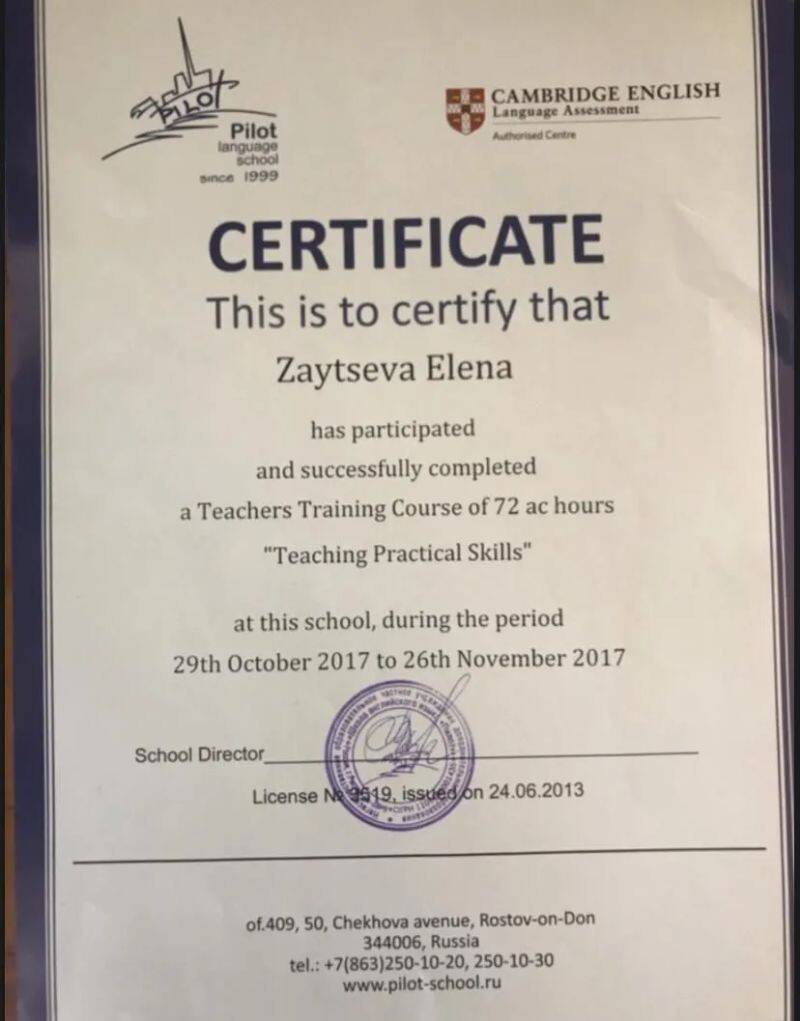 PILOT
Pilot
language
school
since 1999
CAMBRIDGE ENGLISH
Language Assessment
Authorised Centre
CERTIFICATE
This is to certify that
Zaytseva Elena
has participated
and successfully completed
a Teachers Training Course of 72 ac hours
"Teaching Practical Skills"
at this school, during the period
29th October 2017 to 26th November 2017
School Director
License № 3619, issued on 24.06.2013
of.409, 50, Chekhova avenue, Rostov-on-Don
344006, Russia
tel.: +7(863)250-10-20, 250-10-30
www.pilot-school.ru